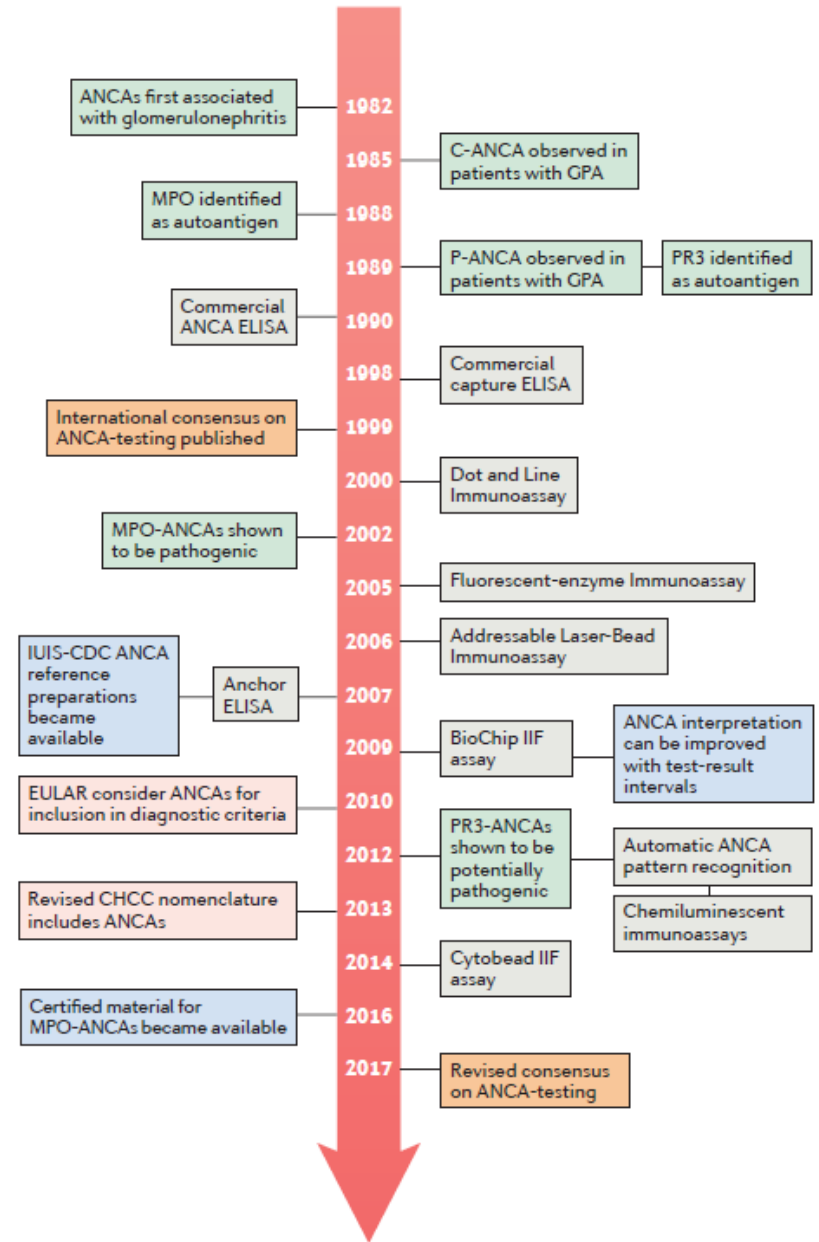 ANCAs first associated
with glomerulonephritis
1982
1985
C-ANCA observed in
patients with GPA
MPO identified
as autoantigen
1988
1989
P-ANCA observed in
patients with GPA
PR3 identified
as autoantigen
Commercial
ANCA ELISA
1990
1998
Commercial
capture ELISA
International consensus on
ANCA-testing published
1999
2000
Dot and Line
Immunoassay
MPO-ANCAs shown
to be pathogenic
2002
2005
Fluorescent-enzyme Immunoassay
2006
Addressable Laser-Bead
Immunoassay
IUIS-CDC ANCA
reference
preparations
became
available
Anchor
ELISA
2007
2009
BioChip IIF
assay
ANCA interpretation
can be improved
with test-result
intervals
EULAR consider ANCAs for
inclusion in diagnostic criteria
2010
2012
PR3-ANCAs
shown to be
potentially
pathogenic
Automatic ANCA
pattern recognition
Chemiluminescent
immunoassays
Revised CHCC nomenclature
includes ANCAs
2013
2014
Cytobead IIF
assay
Certified material for
MPO-ANCAs became available
2016
2017
Revised consensus
on ANCA-testing